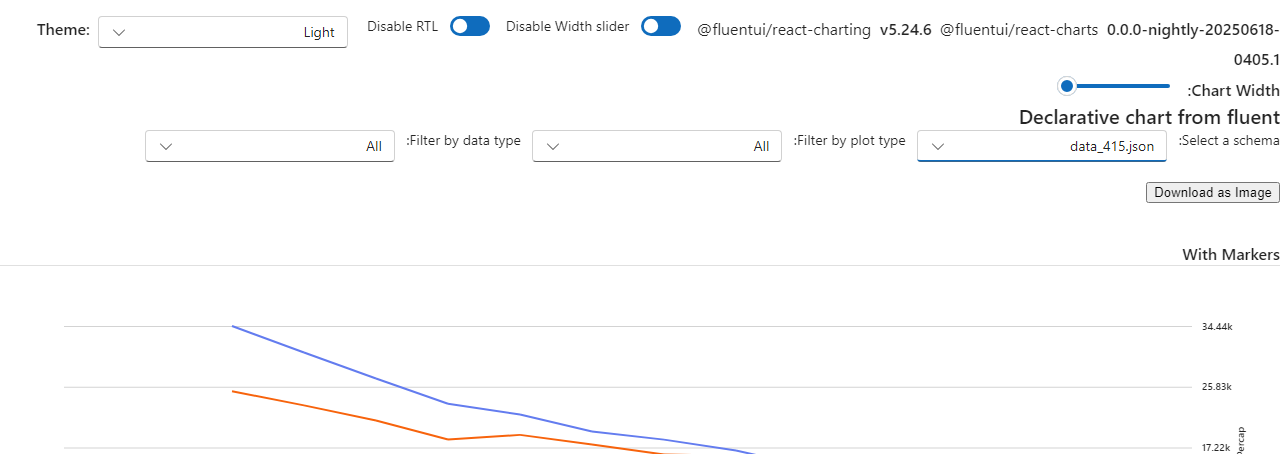 Theme: Light Disable RTL Disable Width slider @fluentui/react-charting v5.24.6 @fluentui/react-charts 0.0.0-nightly-20250618-
0405.1
:Chart Width
Declarative chart from fluent
:Select a schema data_415.json :Filter by plot type All :Filter by data type All
Download as Image
With Markers
34.44k
25.83k
17.22k